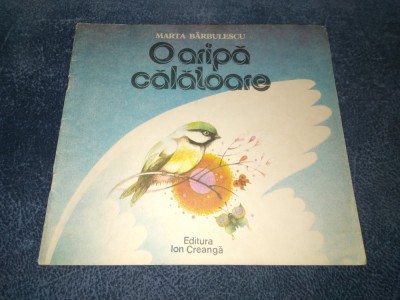 MARTA BĂRBULESCU
O aripă
călătoare
Editura
Ion Creangă